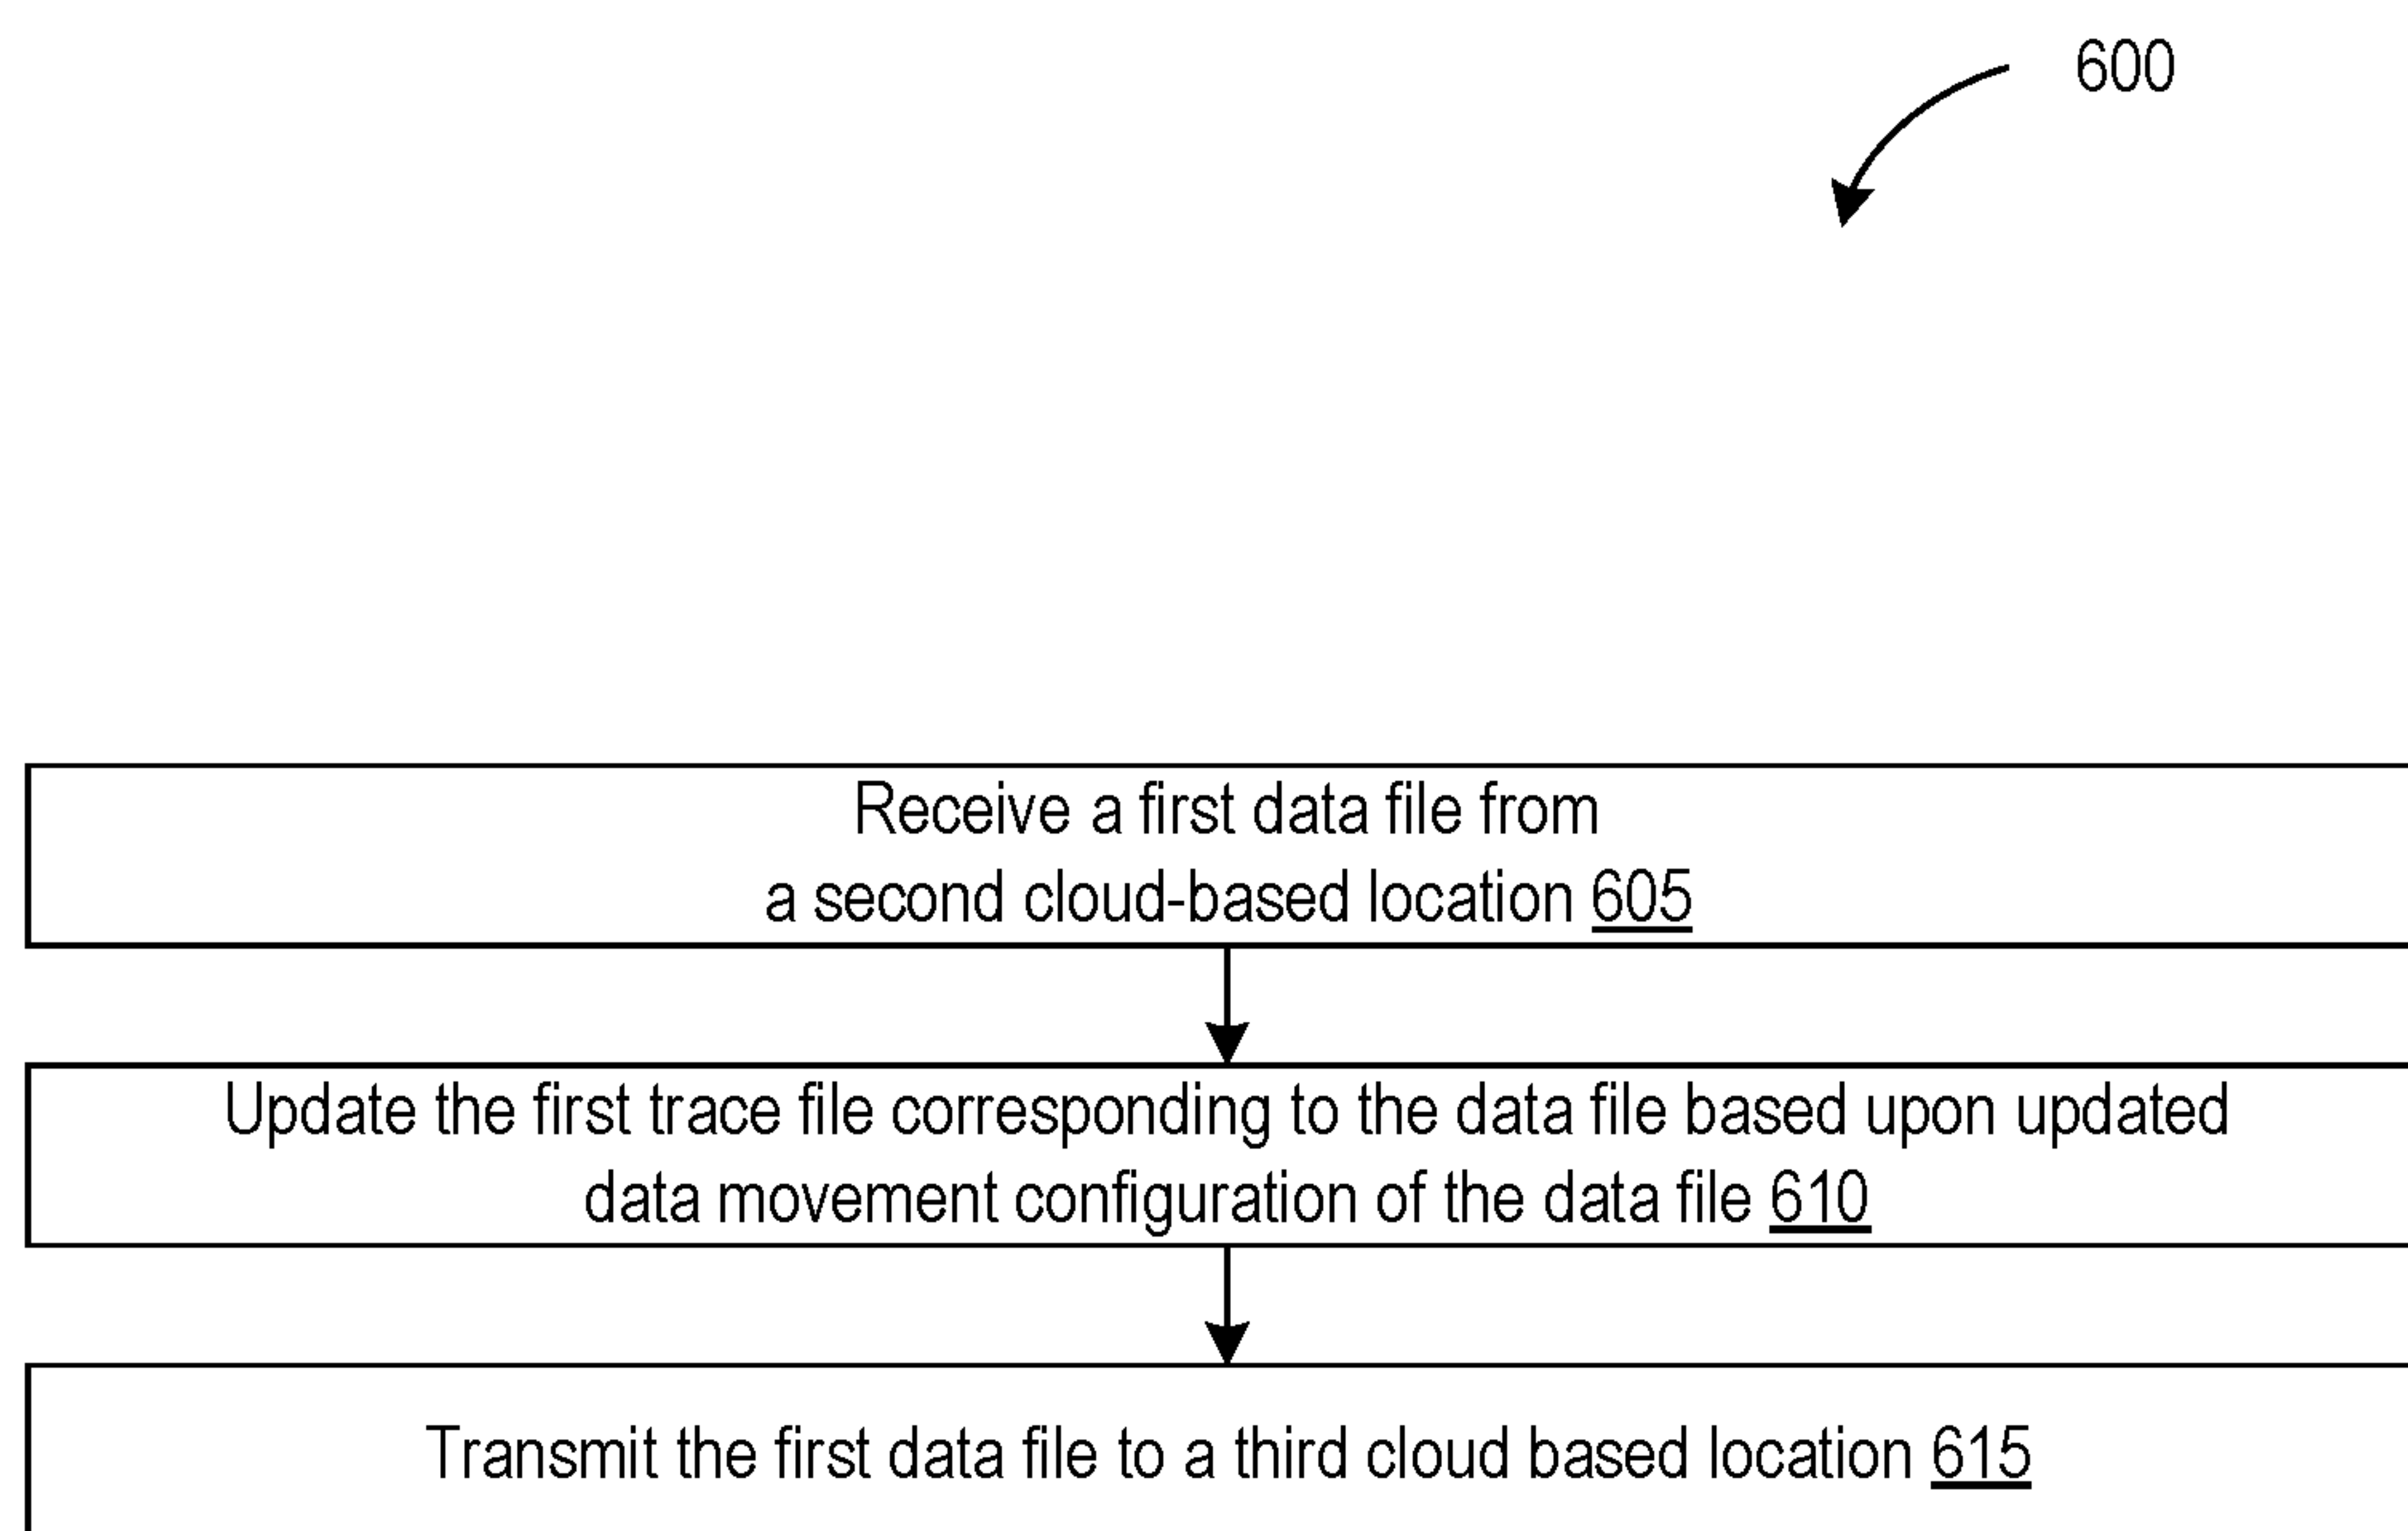 600
Receive a first data file from
a second cloud-based location 605
Update the first trace file corresponding to the data file based upon updated
data movement configuration of the data file 610
Transmit the first data file to a third cloud based location 615